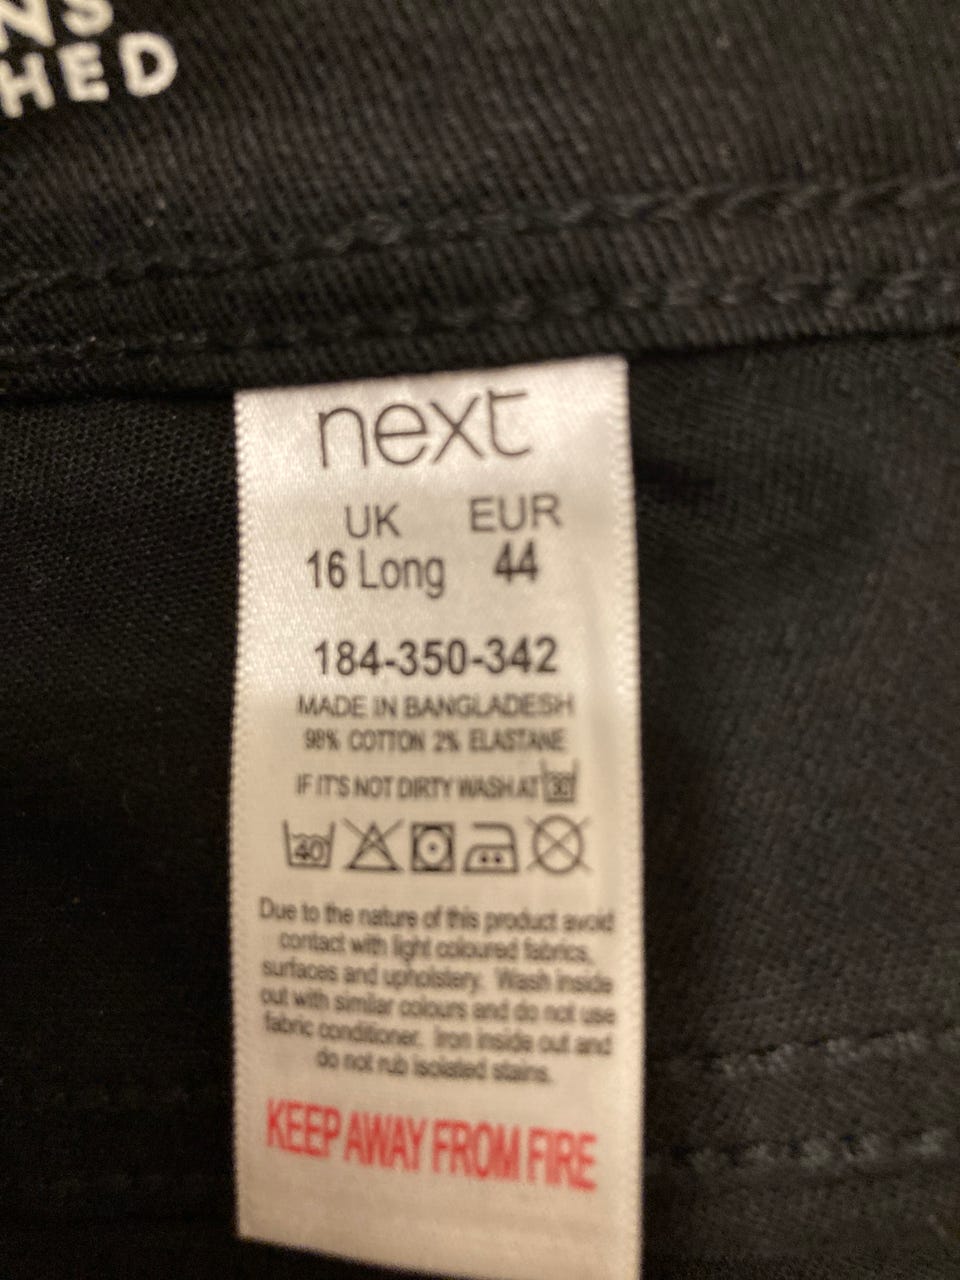 NS
HED
next
UK EUR
16 Long 44
184-350-342
MADE IN BANGLADESH
98% COTTON 2% ELASTANE
IF IT'S NOT DIRTY WASH AT 30
40
Due to the nature of this product avoid
contact with light coloured fabrics,
surfaces and upholstery. Wash inside
out with similar colours and do not use
fabric conditioner. Iron inside out and
do not rub isolated stains.
KEEP AWAY FROM FIRE